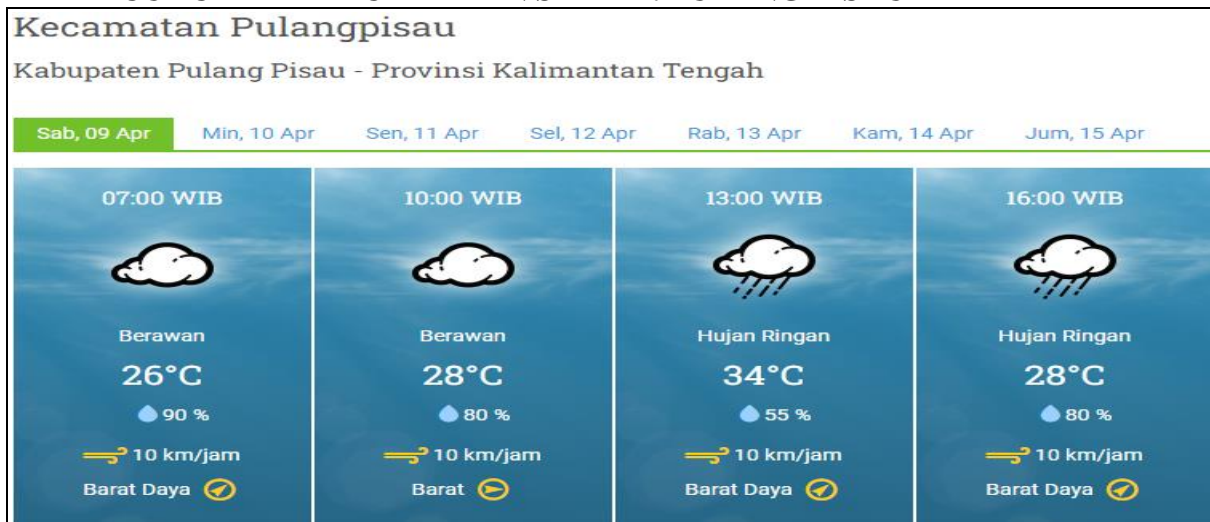 Kecamatan Pulangpisau
Kabupaten Pulang Pisau - Provinsi Kalimantan Tengah
Sab, 09 Apr Min, 10 Apr Sen, 11 Apr Sel, 12 Apr Rab, 13 Apr Kam, 14 Apr Jum, 15 Apr
07:00 WIB 10:00 WIB 13:00 WIB 16:00 WIB
Berawan Berawan Hujan Ringan Hujan Ringan
26°C 28°C 34°C 28°C
90 % 80 % 55 % 80 %
10 km/jam 10 km/jam 10 km/jam 10 km/jam
Barat Daya Barat Barat Daya Barat Daya